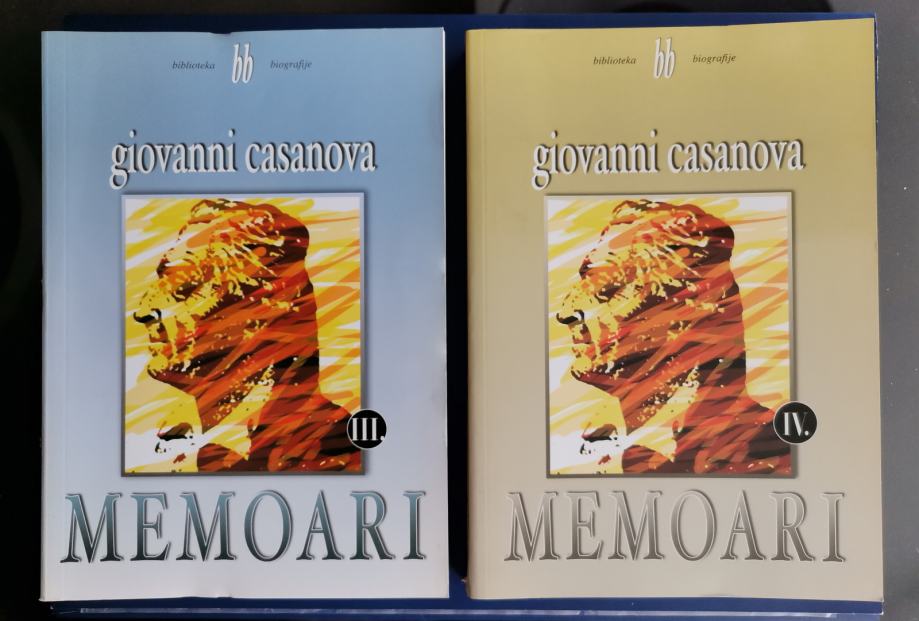 biblioteka bb biografije
giovanni casanova
III.
MEMOARI
biblioteka bb biografije
giovanni casanova
IV.
MEMOARI